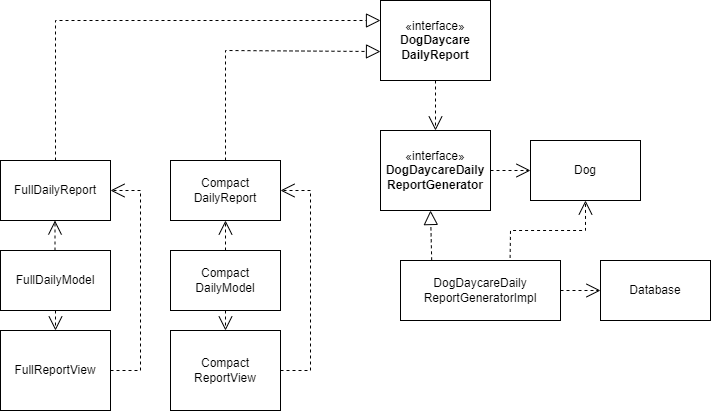 «interface»
DogDaycare
DailyReport
«interface»
DogDaycareDaily
ReportGenerator
Dog
FullDailyReport
Compact
DailyReport
FullDailyModel
Compact
DailyModel
DogDaycareDaily
ReportGeneratorImpl
Database
FullReportView
Compact
ReportView